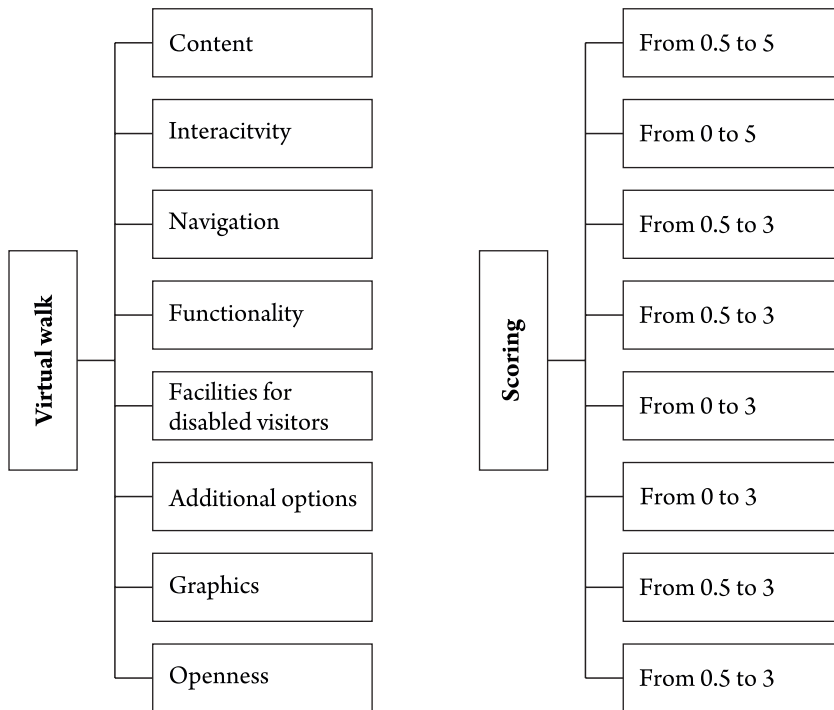 Virtual walk
Content
Interacitvity
Navigation
Functionality
Facilities for
disabled visitors
Additional options
Graphics
Openness
Scoring
From 0.5 to 5
From 0 to 5
From 0.5 to 3
From 0.5 to 3
From 0 to 3
From 0 to 3
From 0.5 to 3
From 0.5 to 3